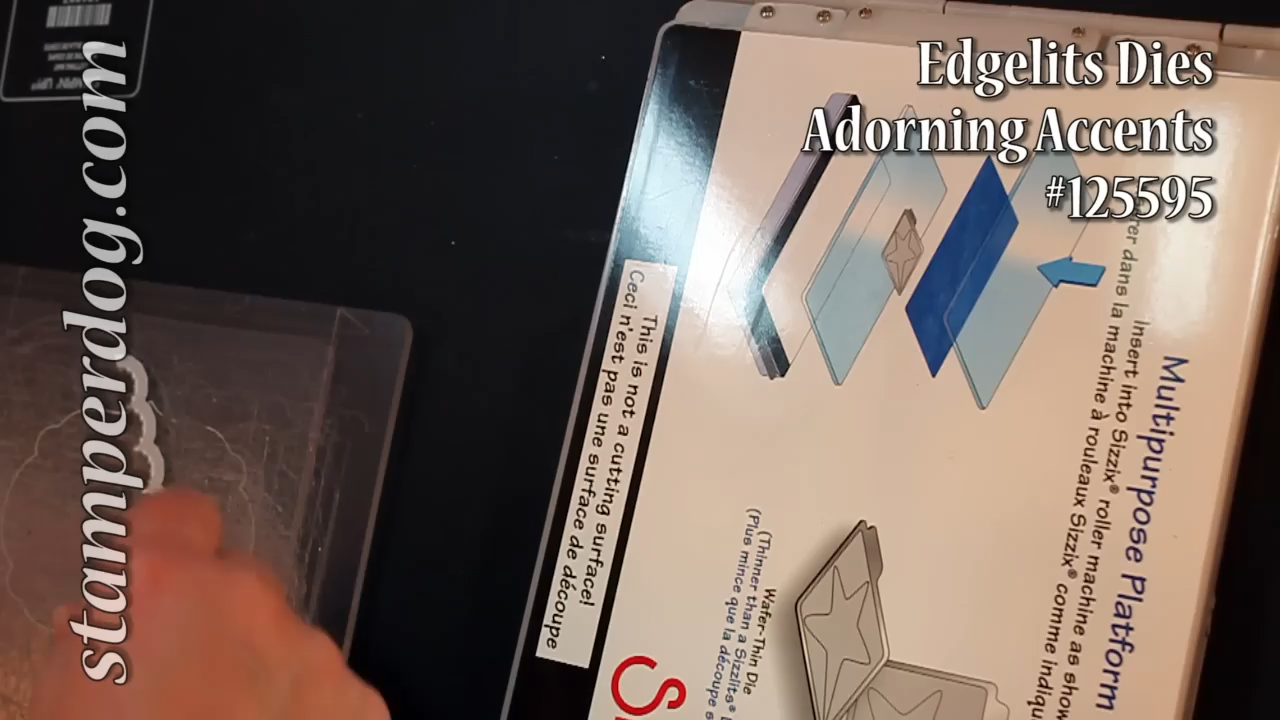 Edgelits Dies
Adorning Accents
#125595
stamperdog.com
Multipurpose Platform
Insert into Sizzix® roller machine as show
rer dans la machine à rouleaux Sizzix® comme indiqu
This is not a cutting surface!
Ceci n'est pas une surface de découpe
Wafer-Thin Die
(Thinner than a Sizzlits®
(Plus mince que la découpe s